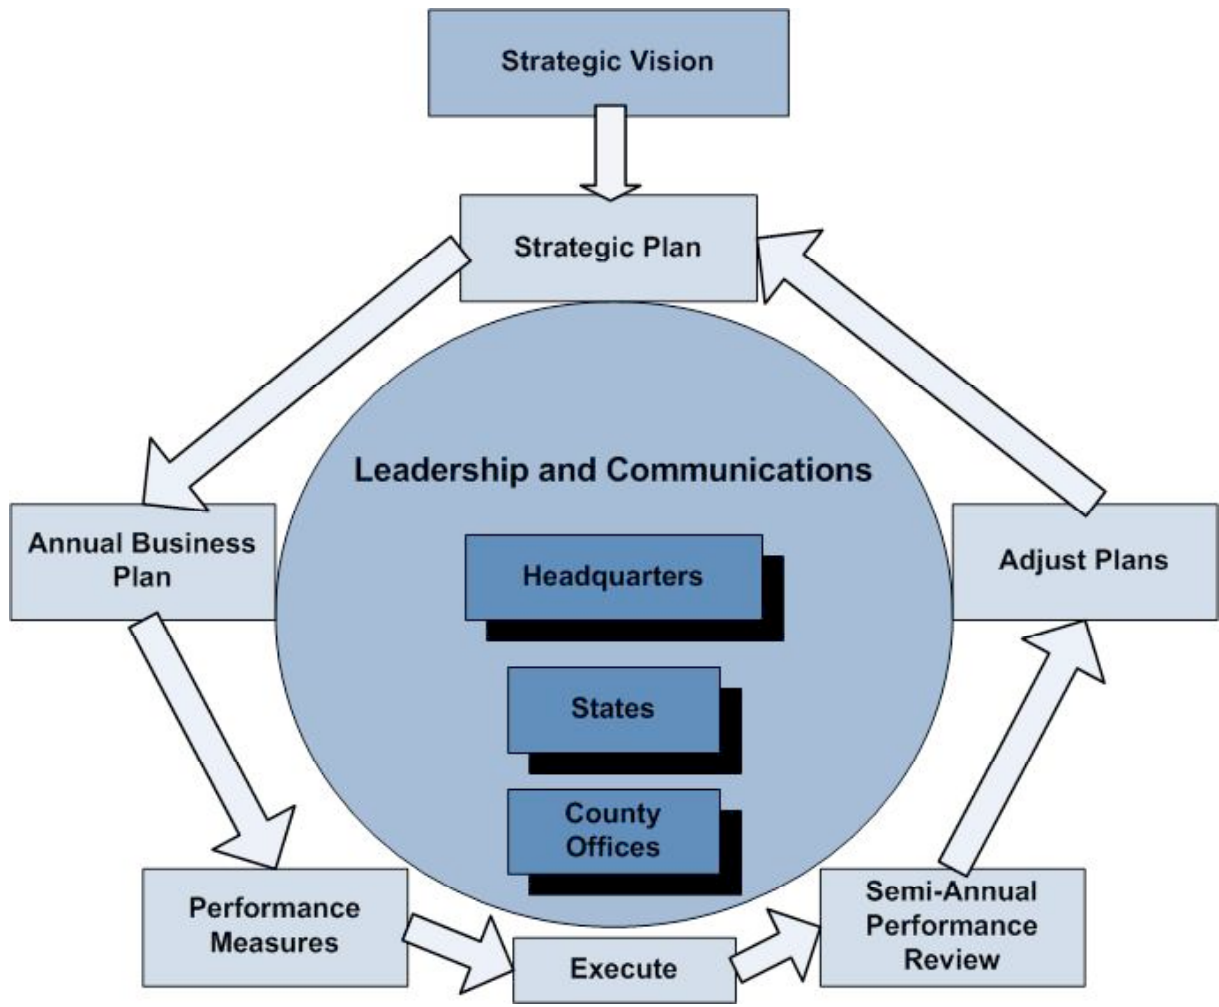 Strategic Vision
Strategic Plan
Leadership and Communications
Annual Business
Plan
Headquarters
Adjust Plans
States
County
Offices
Performance
Measures
Execute
Semi-Annual
Performance
Review